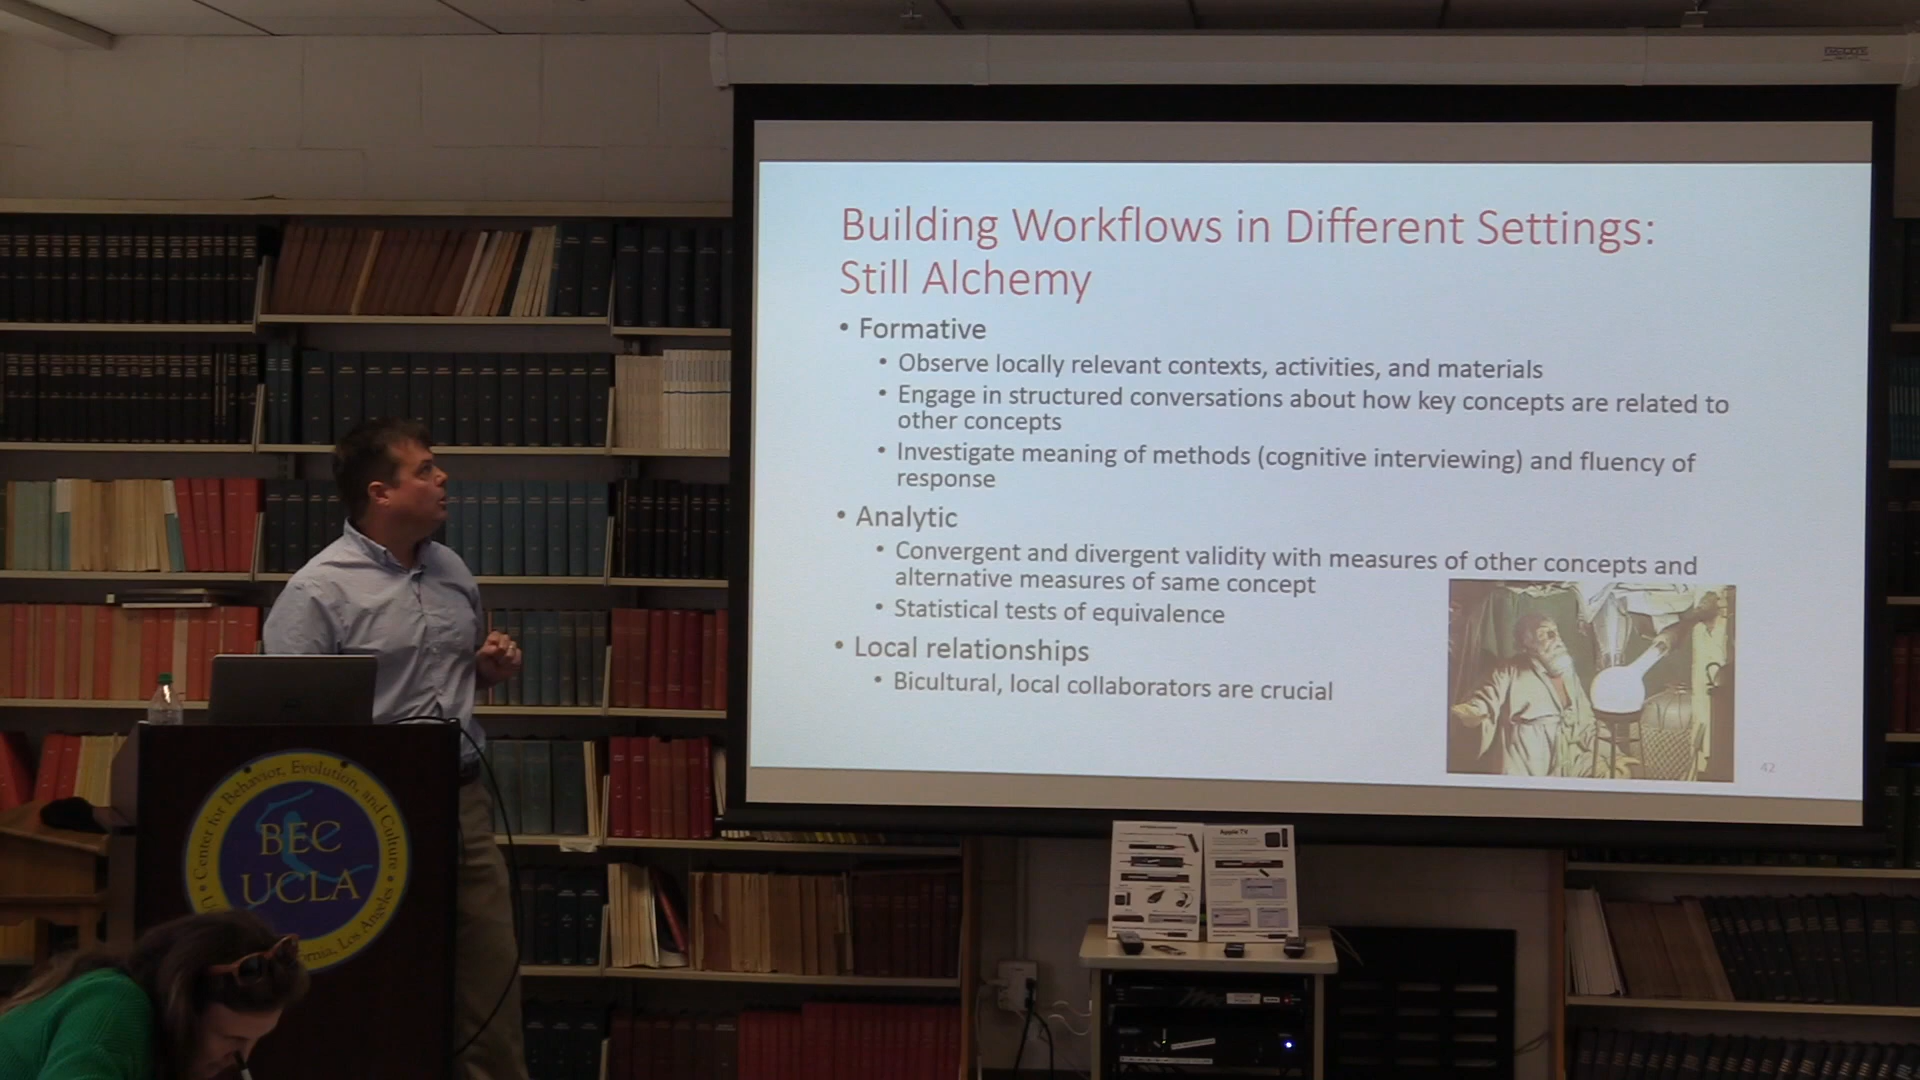 Building Workflows in Different Settings:
Still Alchemy
• Formative
• Observe locally relevant contexts, activities, and materials
• Engage in structured conversations about how key concepts are related to
other concepts
• Investigate meaning of methods (cognitive interviewing) and fluency of
response
• Analytic
• Convergent and divergent validity with measures of other concepts and
alternative measures of same concept
• Statistical tests of equivalence
• Local relationships
• Bicultural, local collaborators are crucial
42
Center for Behavior, Evolution, and Culture
BEC
UCLA
Los Angeles
Apple TV